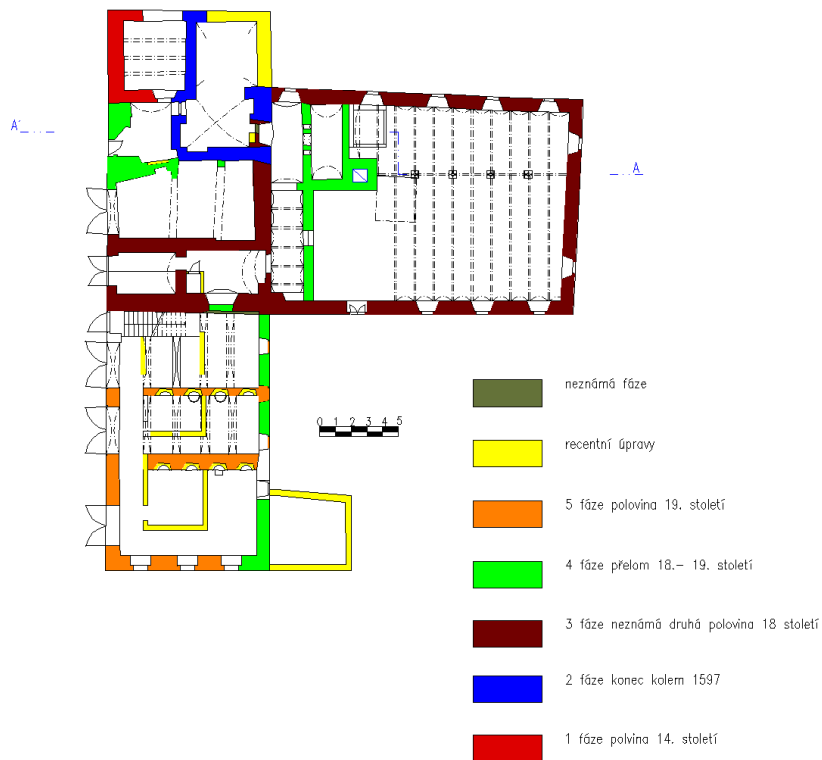 A'
A
0 1 2 3 4 5
neznámá fáze
recentní úpravy
5 fáze polovina 19. století
4 fáze přelom 18.– 19. století
3 fáze neznámá druhá polovina 18 století
2 fáze konec kolem 1597
1 fáze polvina 14. století